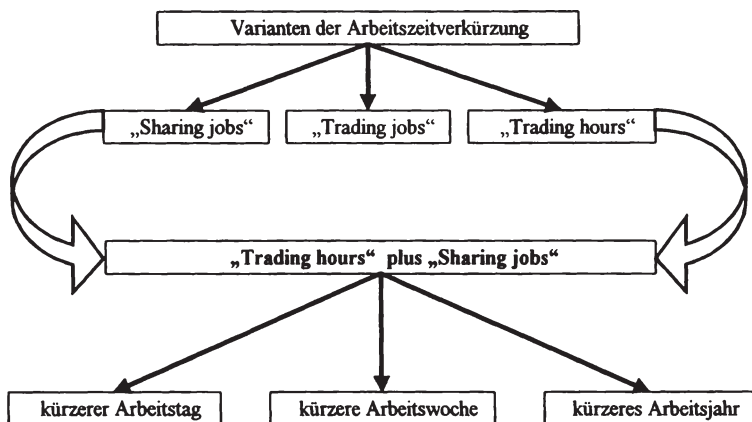 Varianten der Arbeitszeitverkürzung
„Sharing jobs“
„Trading jobs“
„Trading hours“
„Trading hours“ plus „Sharing jobs“
kürzerer Arbeitstag
kürzere Arbeitswoche
kürzeres Arbeitsjahr